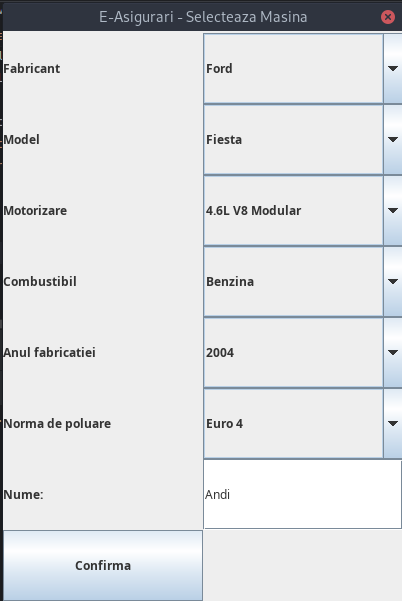 E-Asigurari - Selecteaza Masina
Fabricant Ford
Model Fiesta
Motorizare 4.6L V8 Modular
Combustibil Benzina
Anul fabricatiei 2004
Norma de poluare Euro 4
Nume: Andi
Confirma